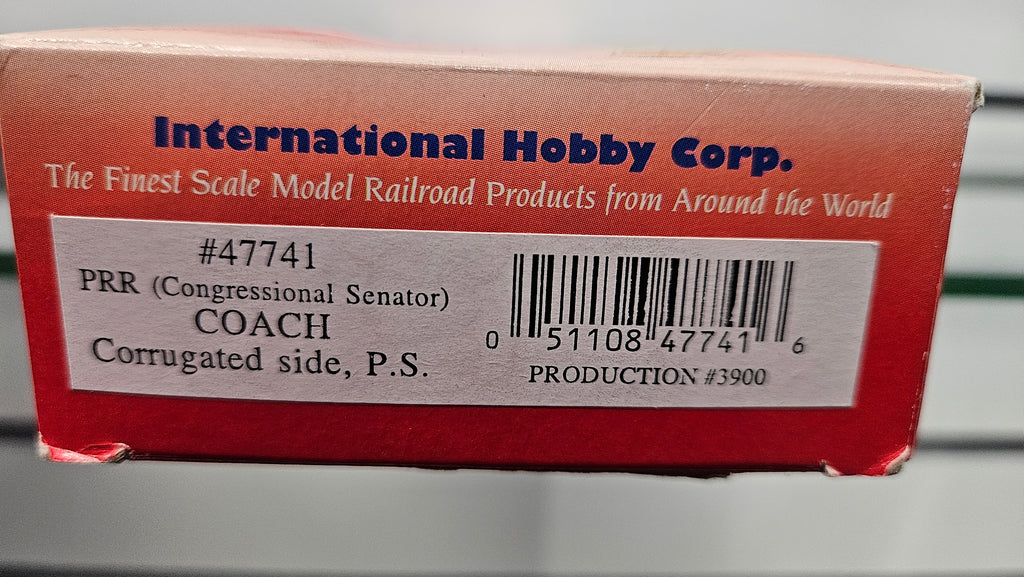 International Hobby Corp.
The Finest Scale Model Railroad Products from Around the World
#47741
PRR (Congressional Senator)
COACH
Corrugated side, P.S.
0 51108 47741 6
PRODUCTION #3900